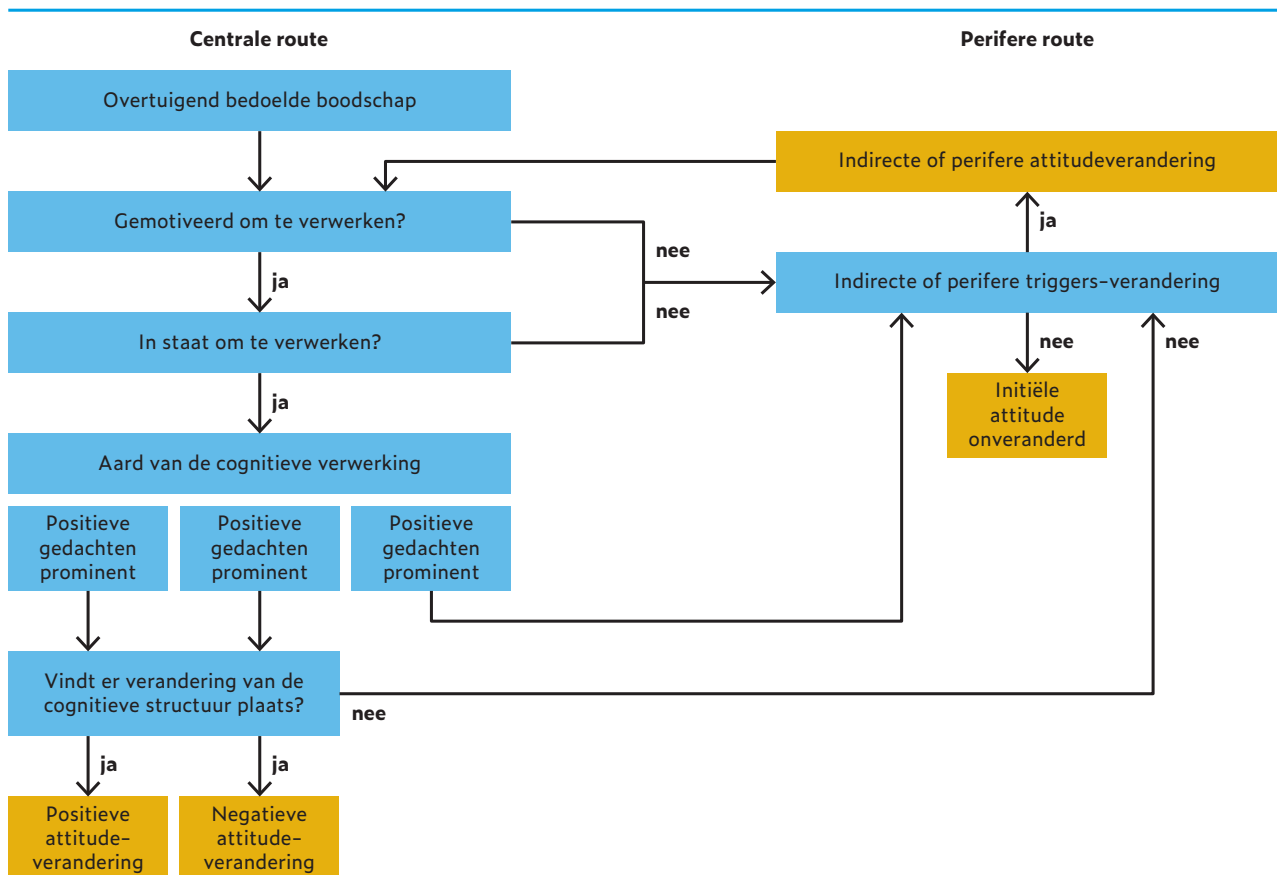 Centrale route
Perifere route
Overtuigend bedoelde boodschap
Indirecte of perifere attitudeverandering
Gemotiveerd om te verwerken?
ja
nee
ja
Indirecte of perifere triggers-verandering
nee
In staat om te verwerken?
nee
nee
ja
Initiële
attitude
onveranderd
Aard van de cognitieve verwerking
Positieve
gedachten
prominent
Positieve
gedachten
prominent
Positieve
gedachten
prominent
Vindt er verandering van de
cognitieve structuur plaats?
nee
ja
ja
Positieve
attitude-
verandering
Negatieve
attitude-
verandering